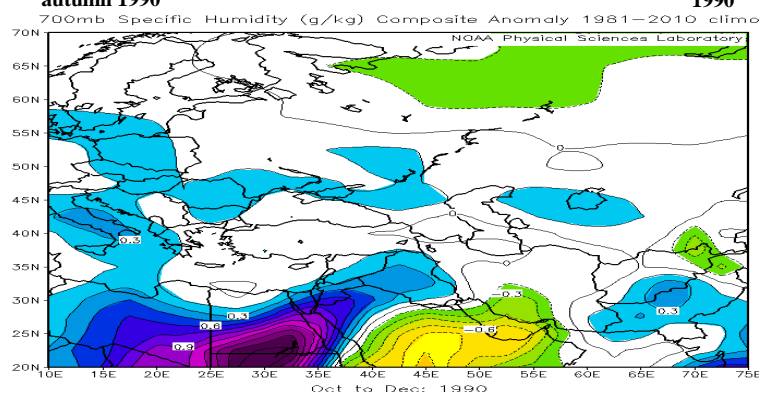 autumn 1990 1990
700mb Specific Humidity (g/kg) Composite Anomaly 1981-2010 climo
NOAA Physical Sciences Laboratory
70N
65N
60N
55N
50N
45N
40N
35N
30N
25N
20N
0
0
0
0.3
0.3
0.6
0.9
-0.3
-0.6
0.3
10E 15E 20E 25E 30E 35E 40E 45E 50E 55E 60E 65E 70E 75E
Oct to Dec: 1990